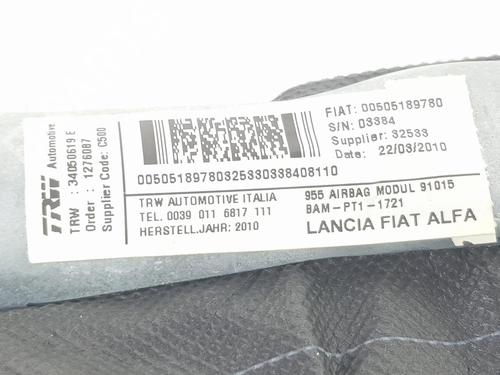 TRW Automotive
TRW : 34050619 E
Order : 1276087
Supplier Code: C500
00505189780325330338408110
TRW AUTOMOTIVE ITALIA
TEL. 0039 011 6817 111
HERSTELL.JAHR: 2010
FIAT: 00505189780
S/N: 03384
Supplier: 32533
Date: 22/03/2010
955 AIRBAG MODUL 91015
BAM-PT1-1721
LANCIA FIAT ALFA